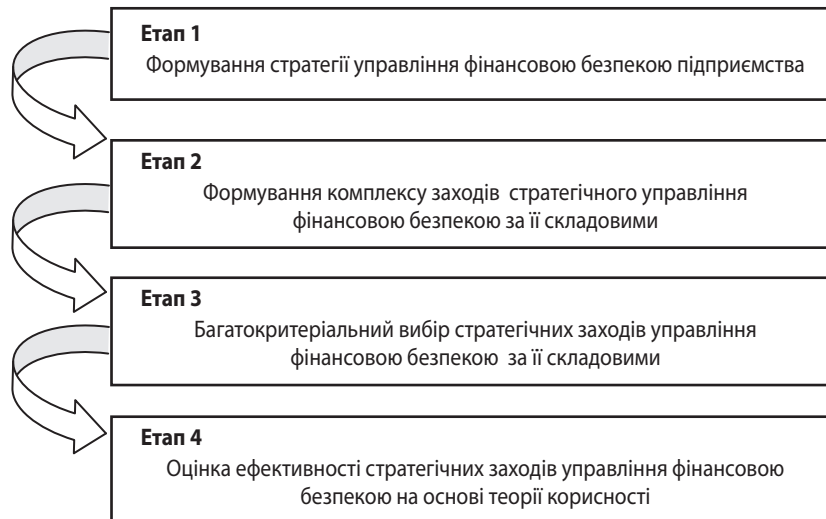 Етап 1
Формування стратегії управління фінансовою безпекою підприємства
Етап 2
Формування комплексу заходів стратегічного управління
фінансовою безпекою за її складовими
Етап 3
Багатокритеріальний вибір стратегічних заходів управління
фінансовою безпекою за її складовими
Етап 4
Оцінка ефективності стратегічних заходів управління фінансовою
безпекою на основі теорії корисності